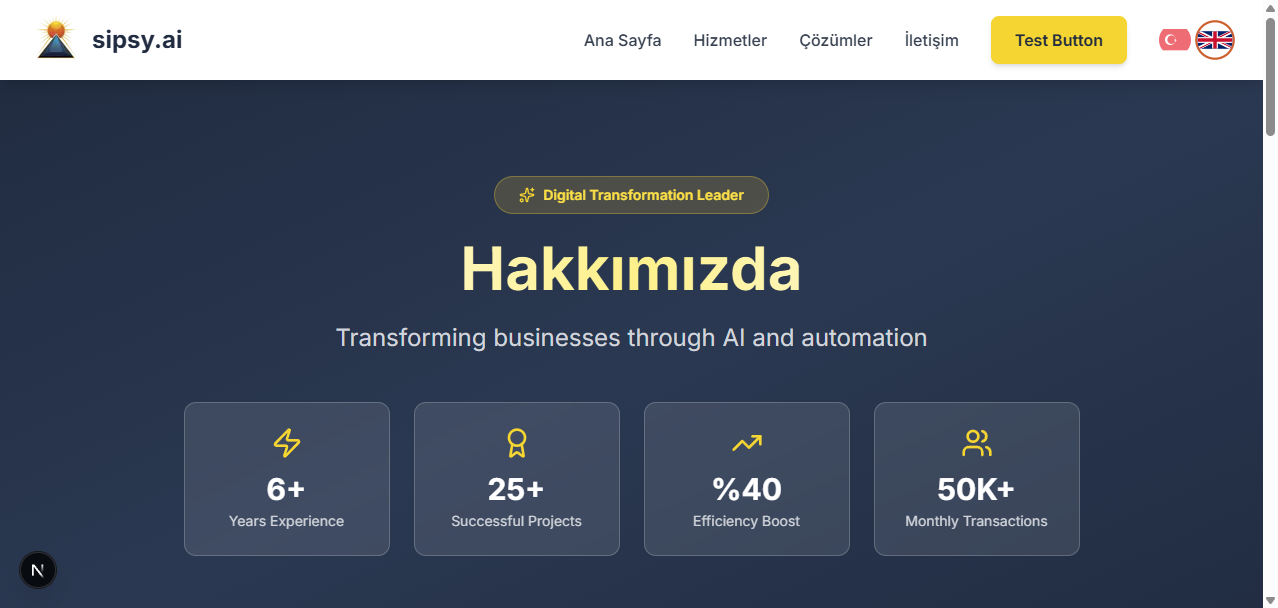 sipsy.ai
Ana Sayfa
Hizmetler
Çözümler
İletişim
Test Button
Digital Transformation Leader
Hakkımızda
Transforming businesses through AI and automation
6+
Years Experience
25+
Successful Projects
%40
Efficiency Boost
50K+
Monthly Transactions
N